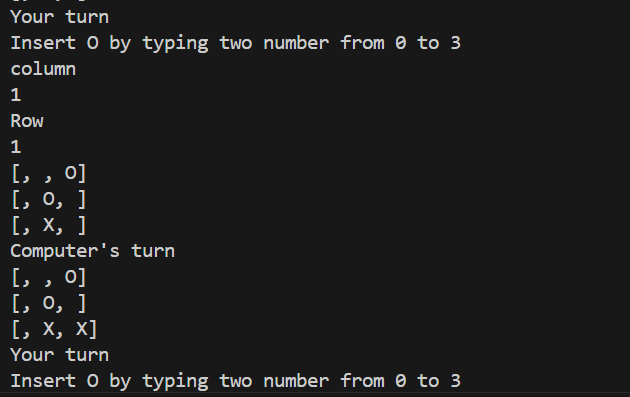 Your turn
Insert O by typing two number from 0 to 3
column
1
Row
1
[, , O]
[, O, ]
[, X, ]
Computer's turn
[, , O]
[, O, ]
[, X, X]
Your turn
Insert O by typing two number from 0 to 3